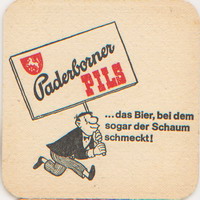 Paderborner
PILS
...das Bier, bei dem
sogar der Schaum
schmeckt!